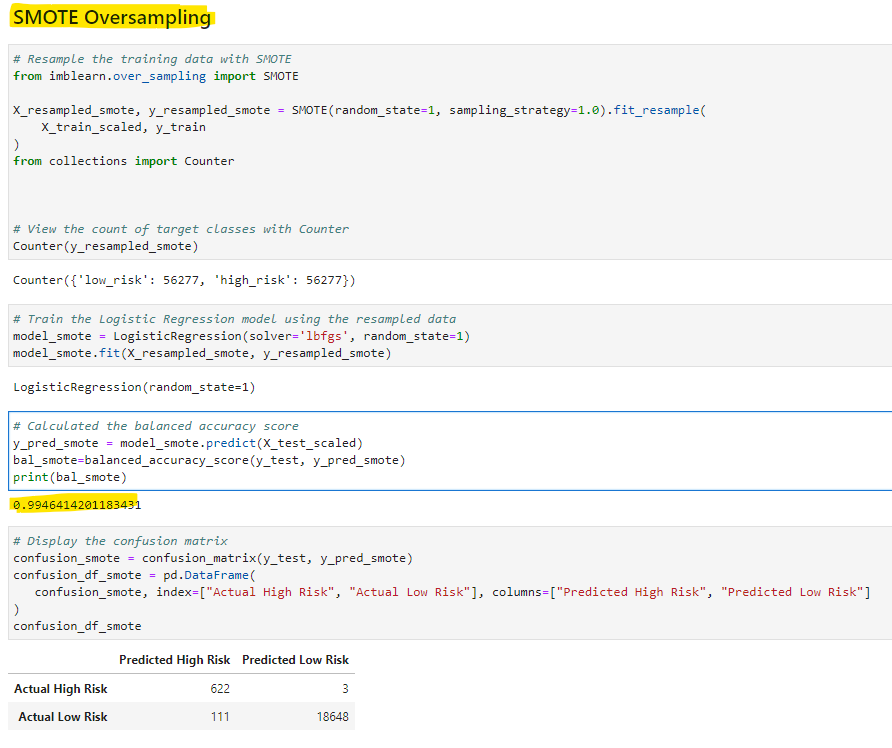 SMOTE Oversampling
# Resample the training data with SMOTE
from imblearn.over_sampling import SMOTE
X_resampled_smote, y_resampled_smote = SMOTE(random_state=1, sampling_strategy=1.0).fit_resample(
    X_train_scaled, y_train
)
from collections import Counter
# View the count of target classes with Counter
Counter(y_resampled_smote)
Counter({'low_risk': 56277, 'high_risk': 56277})
# Train the Logistic Regression model using the resampled data
model_smote = LogisticRegression(solver='lbfgs', random_state=1)
model_smote.fit(X_resampled_smote, y_resampled_smote)
LogisticRegression(random_state=1)
# Calculated the balanced accuracy score
y_pred_smote = model_smote.predict(X_test_scaled)
bal_smote=balanced_accuracy_score(y_test, y_pred_smote)
print(bal_smote)
0.9946414201183431
# Display the confusion matrix
confusion_smote = confusion_matrix(y_test, y_pred_smote)
confusion_df_smote = pd.DataFrame(
   confusion_smote, index=["Actual High Risk", "Actual Low Risk"], columns=["Predicted High Risk", "Predicted Low Risk"]
)
confusion_df_smote
Predicted High Risk Predicted Low Risk
Actual High Risk 622 3
Actual Low Risk 111 18648